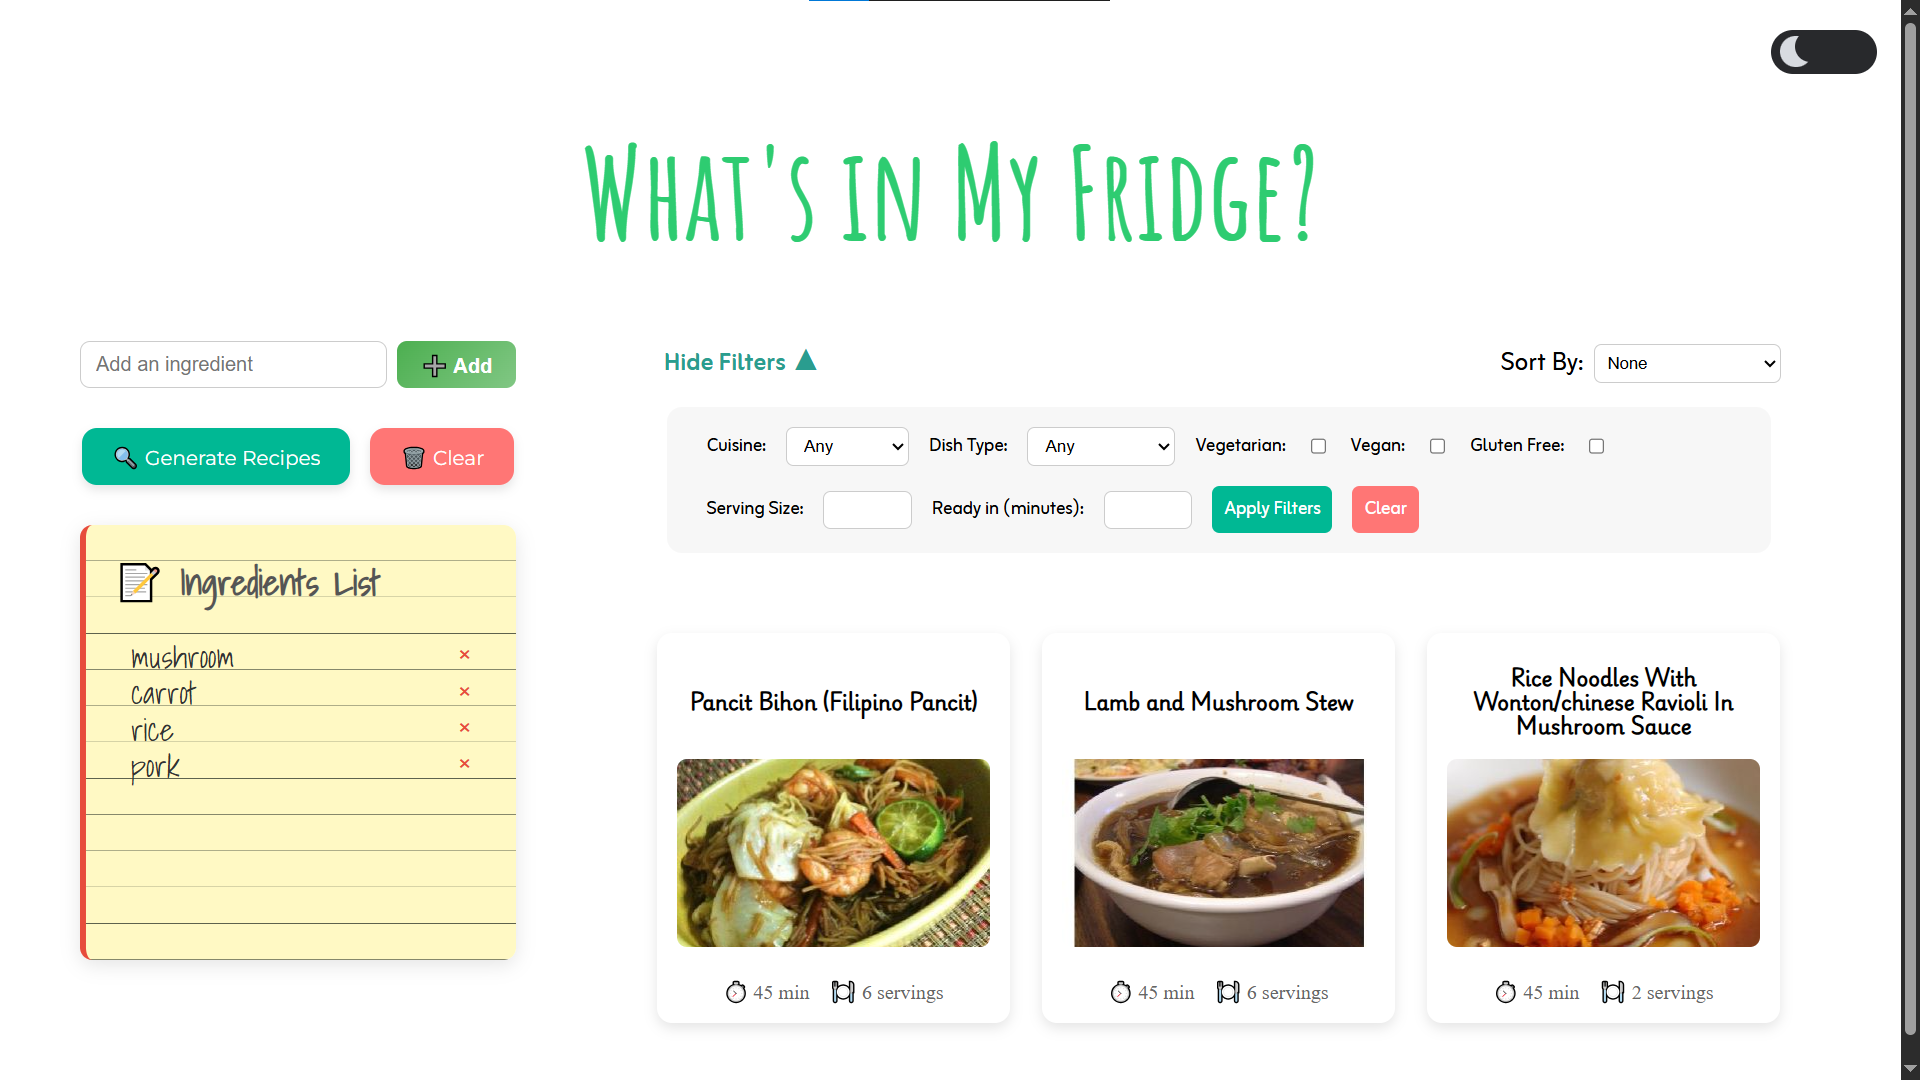 What's in My Fridge?
Add an ingredient
➕ Add
🔍 Generate Recipes
🗑️ Clear
📝 Ingredients List
mushroom ×
carrot ×
rice ×
pork ×
Hide Filters ▲
Sort By: None
Cuisine: Any Dish Type: Any Vegetarian: Vegan: Gluten Free:
Serving Size: Ready in (minutes): Apply Filters Clear
Pancit Bihon (Filipino Pancit)
45 min 6 servings
Lamb and Mushroom Stew
45 min 6 servings
Rice Noodles With
Wonton/chinese Ravioli In
Mushroom Sauce
45 min 2 servings